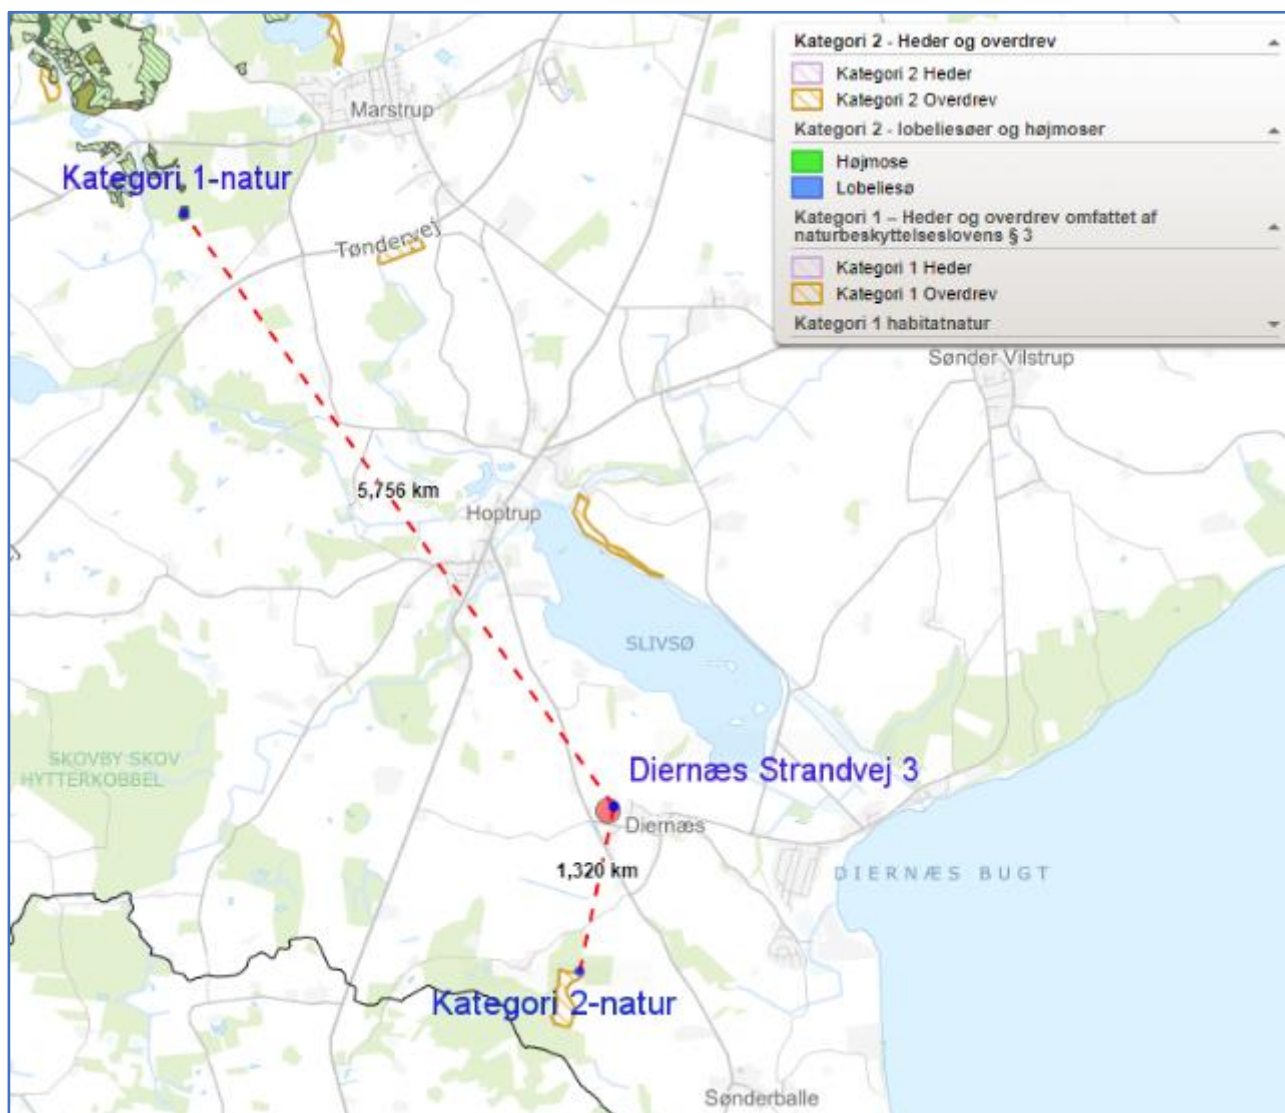 Kategori 2 - Heder og overdrev
Kategori 2 Heder
Kategori 2 Overdrev
Kategori 2 - lobeliesøer og højmoser
Højmose
Lobeliesø
Kategori 1 – Heder og overdrev omfattet af
naturbeskyttelseslovens § 3
Kategori 1 Heder
Kategori 1 Overdrev
Kategori 1 habitatnatur
Marstrup
Kategori 1-natur
Tøndervej
Sønder Vilstrup
5,756 km
Hoptrup
SLIVSØ
SKOVBY SKOV
HYTTERKOBBEL
Diernæs Strandvej 3
Diernæs
1,320 km
DIERNÆS BUGT
Kategori 2-natur
Sønderballe